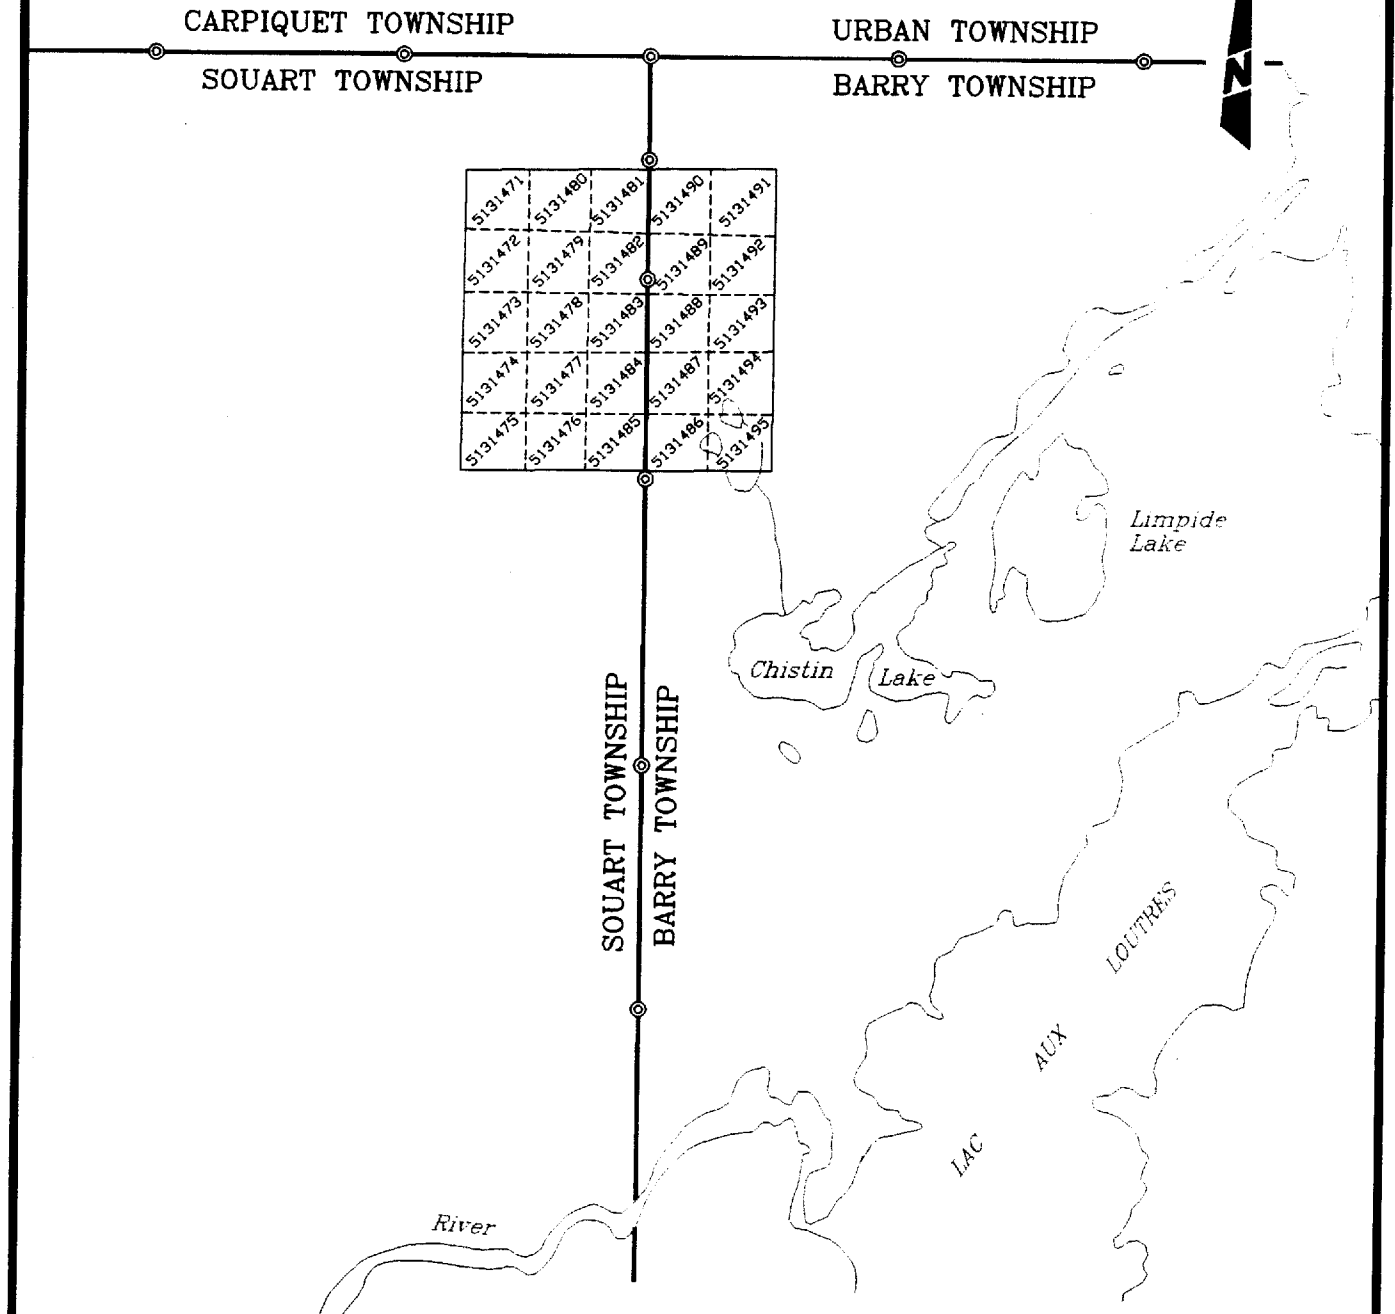 CARPIQUET TOWNSHIP
URBAN TOWNSHIP
SOUART TOWNSHIP
BARRY TOWNSHIP
N
5131471 5131480 5131481 5131490 5131491
5131472 5131479 5131482 5131489 5131492
5131473 5131478 5131483 5131488 5131493
5131474 5131477 5131484 5131487 5131494
5131475 5131476 5131485 5131486 5131495
Limpide
Lake
Chistin Lake
SOUART TOWNSHIP
BARRY TOWNSHIP
LAC AUX LOUTRES
River